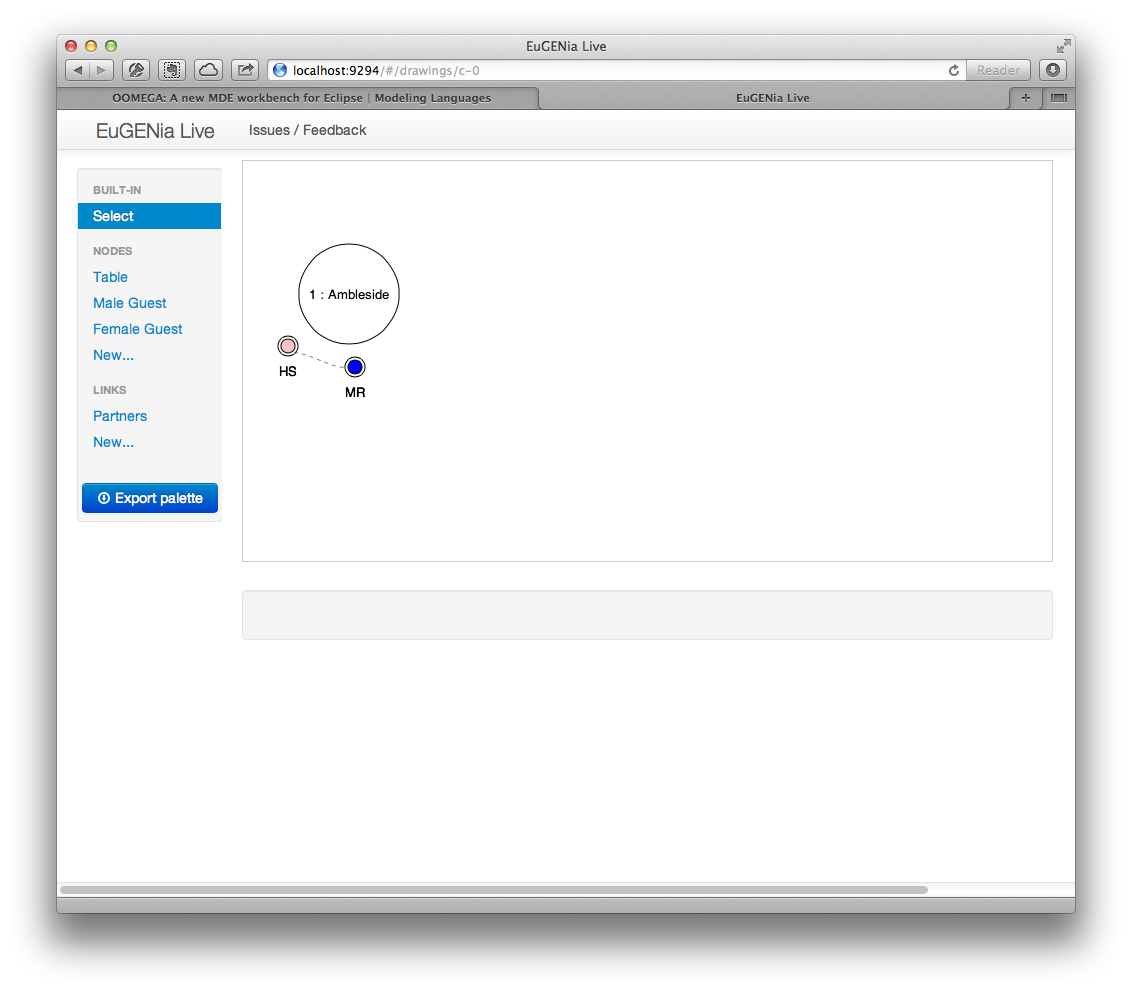 EuGENia Live
localhost:9294/#/drawings/c-0
Reader
OOMEGA: A new MDE workbench for Eclipse | Modeling Languages
EuGENia Live
EuGENia Live
Issues / Feedback
BUILT-IN
Select
NODES
Table
Male Guest
Female Guest
New...
LINKS
Partners
New...
Export palette
1 : Ambleside
HS
MR